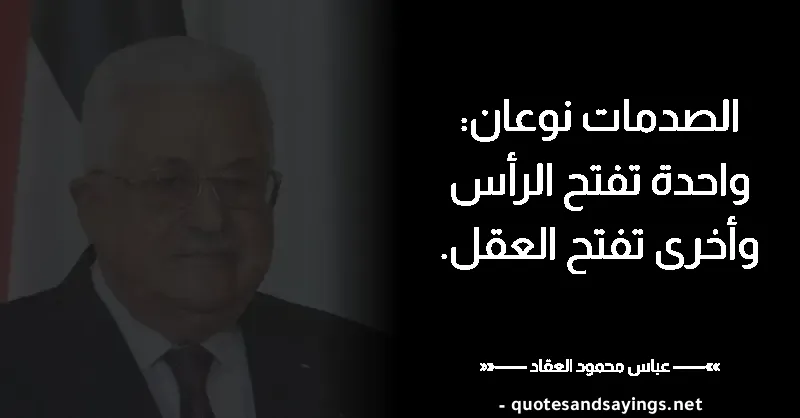 الصدمات نوعان:
واحدة تفتح الرأس
وأخرى تفتح العقل.
»»—— عباس محمود العقاد ——««
- quotesandsayings.net